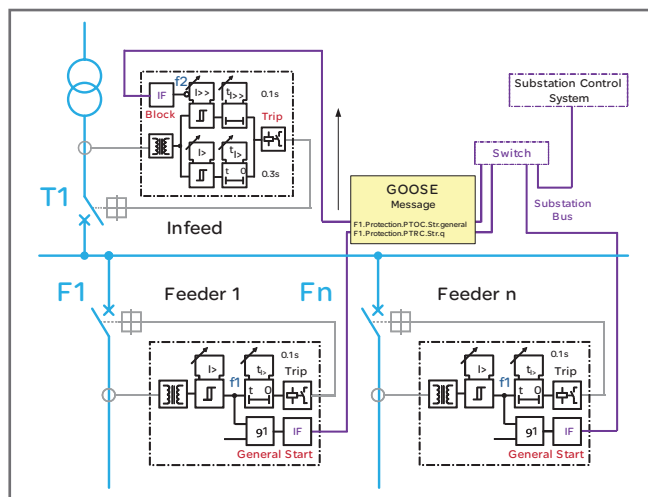 f2
I>>
t I>>
0.1s
IF
Block
Trip
I>
t I>
t 0
0.3s
T1
Infeed
Substation Control
System
Switch
GOOSE
Message
F1.Protection.PTOC.Str.general
F1.Protection.PTRC.Str.q
Substation
Bus
F1
Feeder 1
Fn
Feeder n
I>
t I>
0.1s
Trip
f1
t 0
91
IF
General Start
I>
t I>
0.1s
Trip
f1
t 0
91
IF
General Start